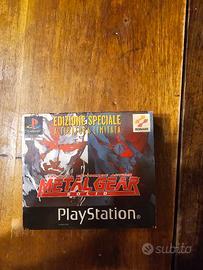 EDIZIONE SPECIALE
A TIRATURA LIMITATA
KONAMI
METAL GEAR
SOLID
PlayStation
subito